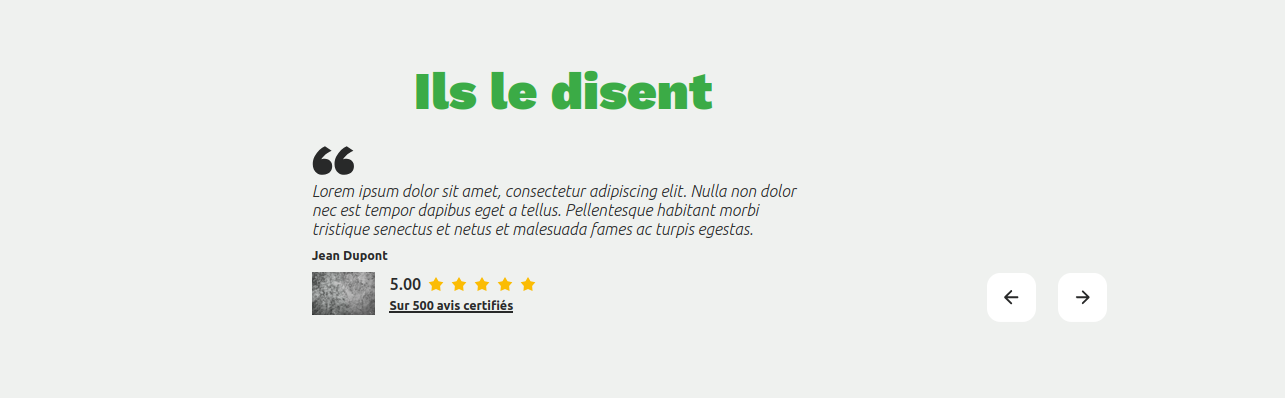 Ils le disent
“
Lorem ipsum dolor sit amet, consectetur adipiscing elit. Nulla non dolor
nec est tempor dapibus eget a tellus. Pellentesque habitant morbi
tristique senectus et netus et malesuada fames ac turpis egestas.
Jean Dupont
5.00
Sur 500 avis certifiés